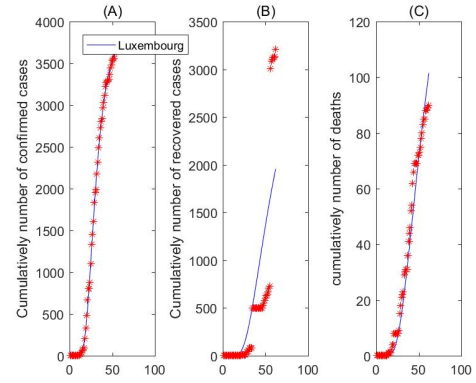 (A)
Cumulatively number of confirmed cases
4000
3500
3000
2500
2000
1500
1000
500
0
0 50 100
Luxembourg
(B)
Cumulatively number of recovered cases
3500
3000
2500
2000
1500
1000
500
0
0 50 100
(C)
cumulatively number of deaths
120
100
80
60
40
20
0
0 50 100